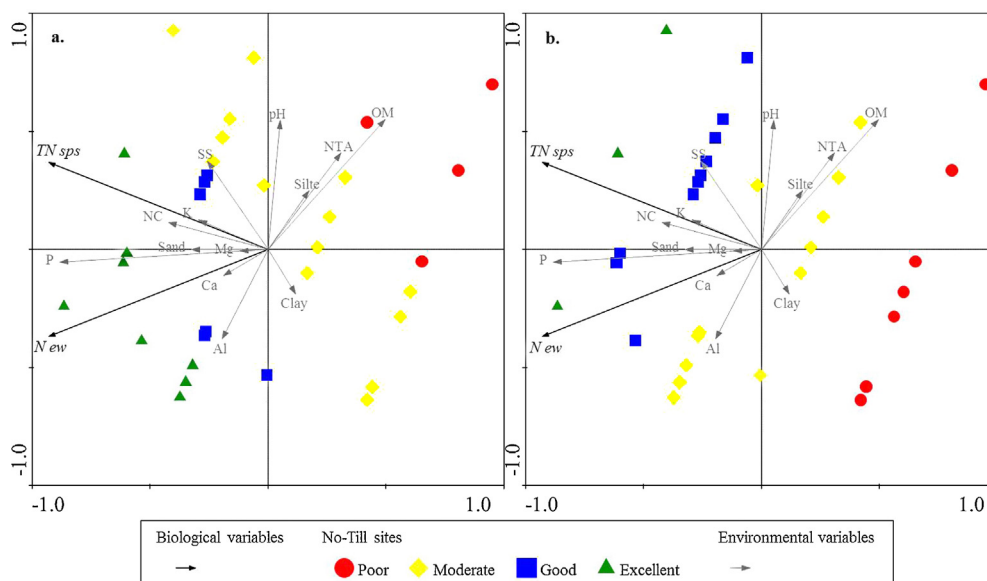 1.0
a.
pH
OM
TN sps
SS
NTA
Silte
NC
K
P
Sand
Mg
Ca
Clay
N ew
Al
-1.0
-1.0
1.0
1.0
b.
pH
OM
TN sps
SS
NTA
Silte
NC
K
P
Sand
Mg
Ca
Clay
N ew
Al
-1.0
-1.0
1.0
Biological variables No-Till sites Environmental variables
Poor Moderate Good Excellent